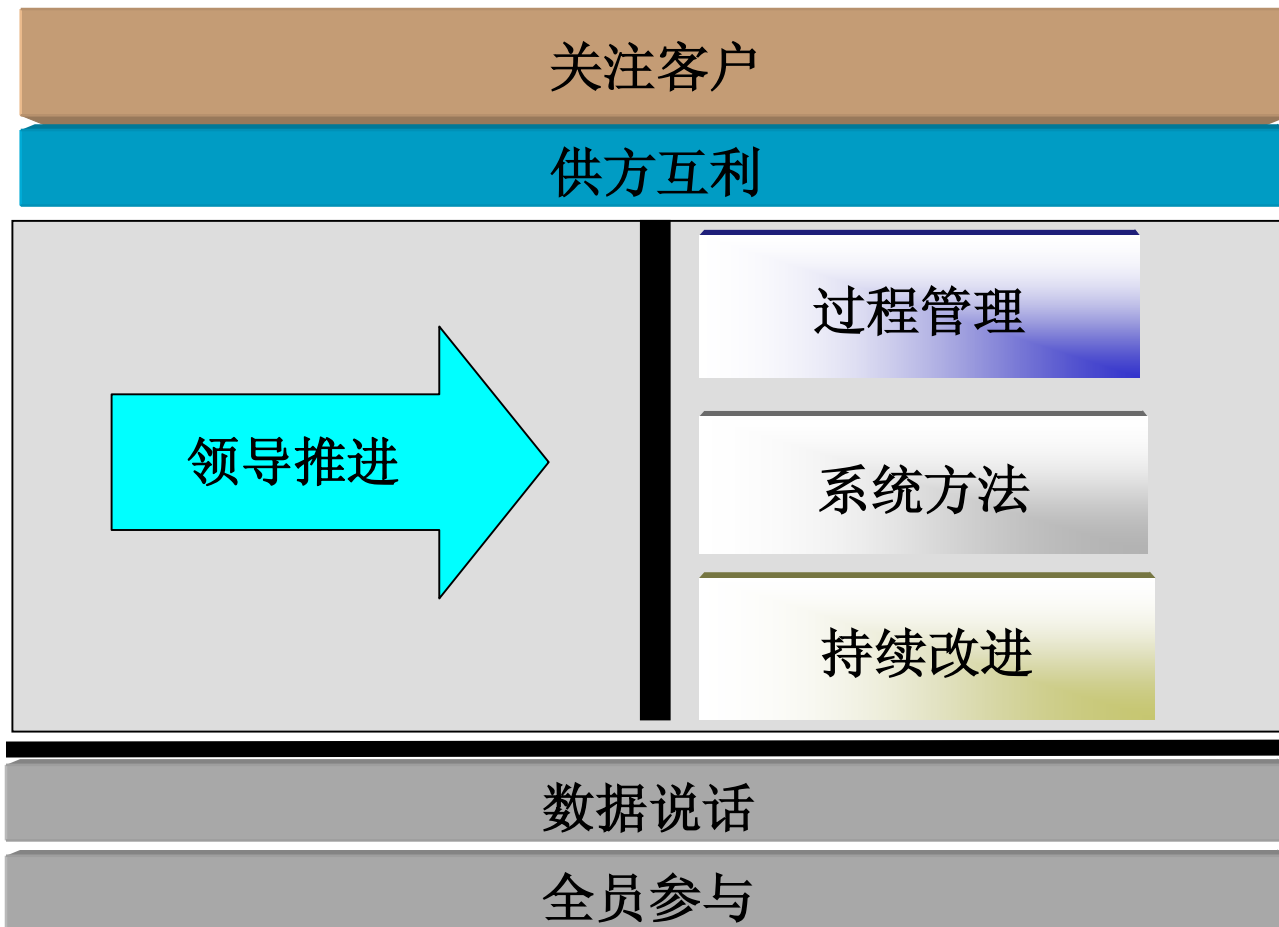 关注客户
供方互利
过程管理
领导推进
系统方法
持续改进
数据说话
全员参与